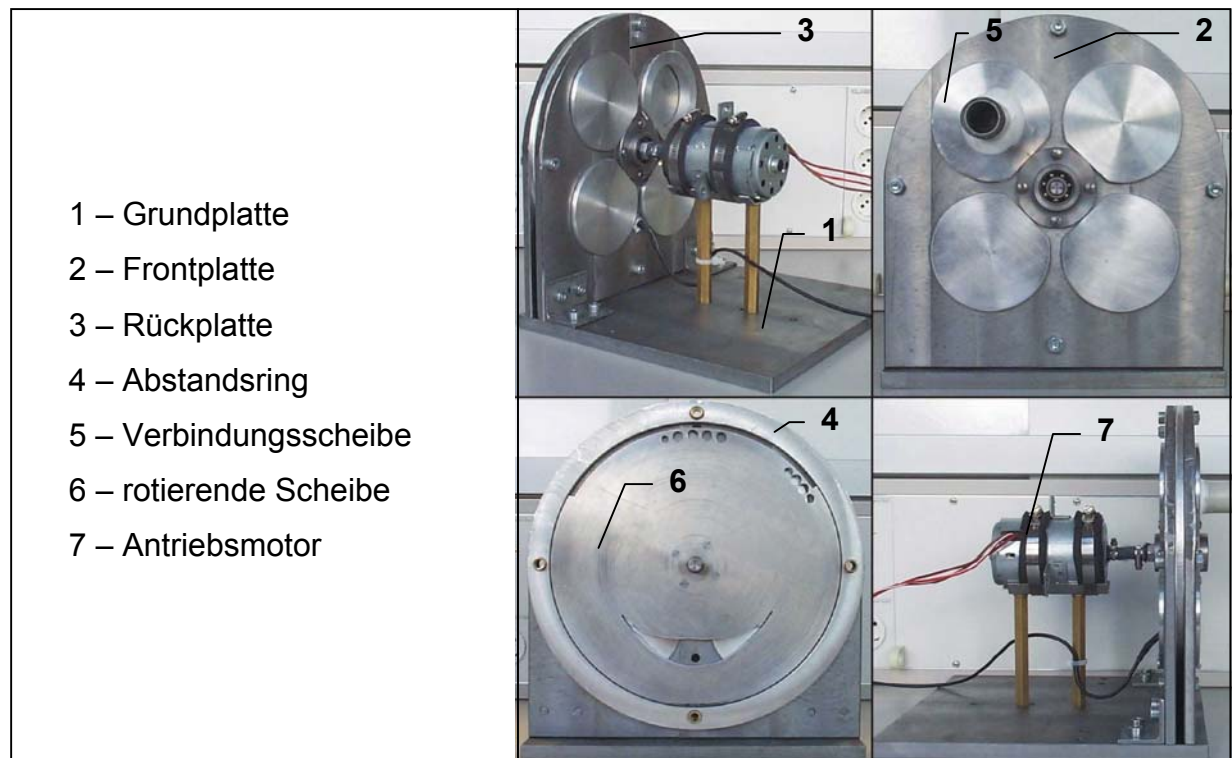 1 – Grundplatte
2 – Frontplatte
3 – Rückplatte
4 – Abstandsring
5 – Verbindungsscheibe
6 – rotierende Scheibe
7 – Antriebsmotor
3
1
5
2
4
6
7